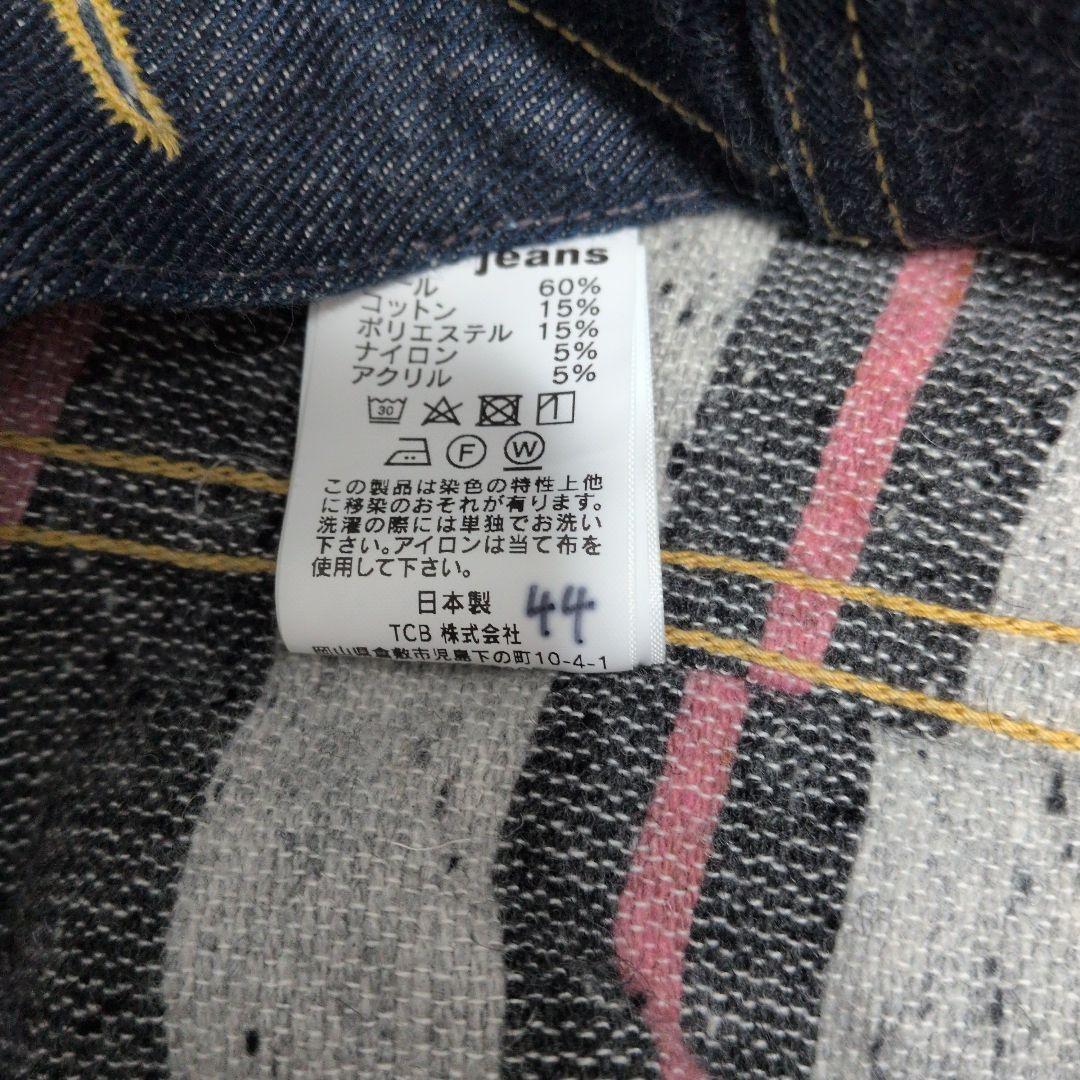 jeans
ール 60%
コットン 15%
ポリエステル 15%
ナイロン 5%
アクリル 5%
30
F W
この製品は染色の特性上他
に移染のおそれが有ります。
洗濯の際には単独でお洗い
下さい。アイロンは当て布を
使用して下さい。
日本製 44
TCB 株式会社
岡山県倉敷市児島下の町10-4-1